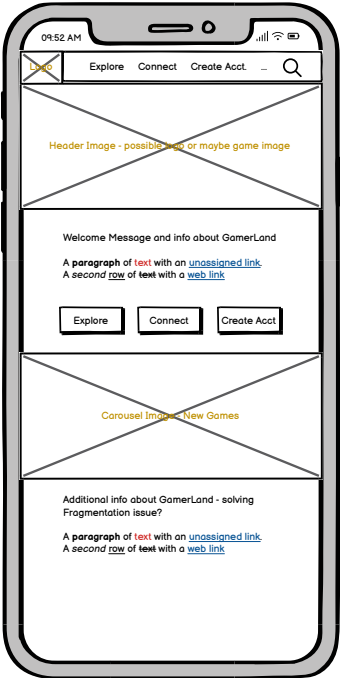 09:52 AM
Logo Explore Connect Create Acct. ...
Header Image - possible logo or maybe game image
Welcome Message and info about GamerLand
A paragraph of text with an unassigned link.
A second row of text with a web link
Explore Connect Create Acct
Carousel Image - New Games
Additional info about GamerLand - solving
Fragmentation issue?
A paragraph of text with an unassigned link.
A second row of text with a web link